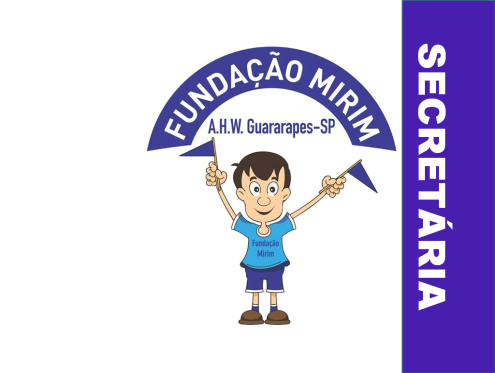 FUNDAÇÃO MIRIM
A.H.W. Guararapes-SP
Fundação
Mirim
SECRETÁRIA